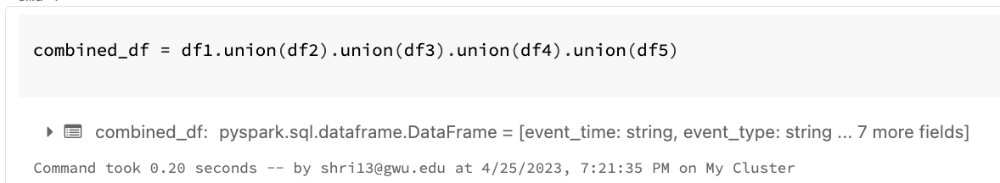 combined_df = df1.union(df2).union(df3).union(df4).union(df5)
combined_df: pyspark.sql.dataframe.DataFrame = [event_time: string, event_type: string ... 7 more fields]
Command took 0.20 seconds -- by shri13@gwu.edu at 4/25/2023, 7:21:35 PM on My Cluster